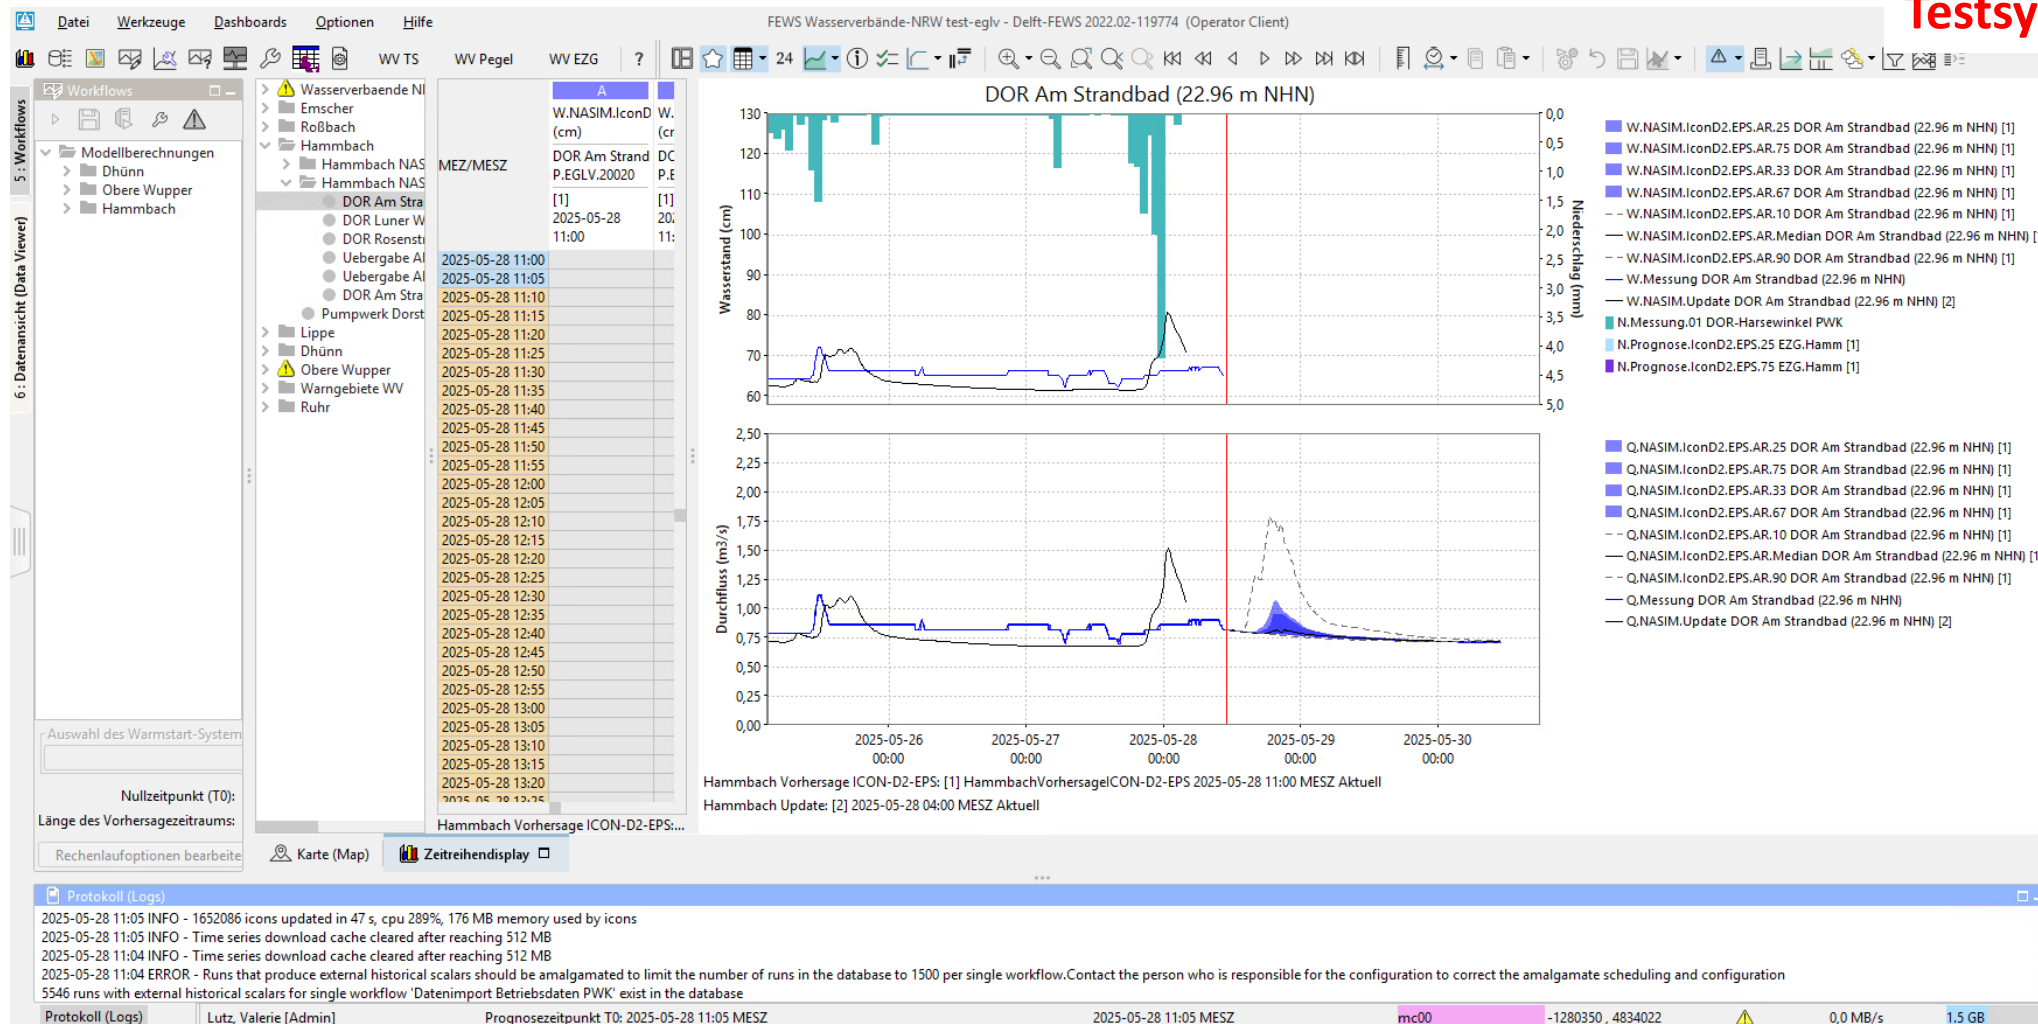 Testsy
Datei Werkzeuge Dashboards Optionen Hilfe
FEWS Wasserverbände-NRW test-eglv - Delft-FEWS 2022.02-119774 (Operator Client)
WV TS WV Pegel WV EZG ? 24
5 : Workflows
6 : Datenansicht (Data Viewer)
Workflows
Modellberechnungen
Dhünn
Obere Wupper
Hammbach
Auswahl des Warmstart-System
Nullzeitpunkt (T0):
Länge des Vorhersagezeitraums:
Rechenlaufoptionen bearbeite
Wasserverbaende NI
Emscher
Roßbach
Hammbach
Hammbach NAS
Hammbach NAS
DOR Am Stra
DOR Luner W
DOR Rosenstr
Uebergabe Al
Uebergabe Al
DOR Am Stra
Pumpwerk Dorst
Lippe
Dhünn
Obere Wupper
Warngebiete WV
Ruhr
MEZ/MESZ
A
W.NASIM.IconD W.
(cm) (cr
DOR Am Strand DC
P.EGLV.20020 P.E
[1] [1]
2025-05-28 202
11:00 11:
2025-05-28 11:00
2025-05-28 11:05
2025-05-28 11:10
2025-05-28 11:15
2025-05-28 11:20
2025-05-28 11:25
2025-05-28 11:30
2025-05-28 11:35
2025-05-28 11:40
2025-05-28 11:45
2025-05-28 11:50
2025-05-28 11:55
2025-05-28 12:00
2025-05-28 12:05
2025-05-28 12:10
2025-05-28 12:15
2025-05-28 12:20
2025-05-28 12:25
2025-05-28 12:30
2025-05-28 12:35
2025-05-28 12:40
2025-05-28 12:45
2025-05-28 12:50
2025-05-28 12:55
2025-05-28 13:00
2025-05-28 13:05
2025-05-28 13:10
2025-05-28 13:15
2025-05-28 13:20
2025-05-28 13:25
Hammbach Vorhersage ICON-D2-EPS:...
DOR Am Strandbad (22.96 m NHN)
Wasserstand (cm)
130
120
110
100
90
80
70
60
Niederschlag (mm)
0,0
0,5
1,0
1,5
2,0
2,5
3,0
3,5
4,0
4,5
5,0
W.NASIM.IconD2.EPS.AR.25 DOR Am Strandbad (22.96 m NHN) [1]
W.NASIM.IconD2.EPS.AR.75 DOR Am Strandbad (22.96 m NHN) [1]
W.NASIM.IconD2.EPS.AR.33 DOR Am Strandbad (22.96 m NHN) [1]
W.NASIM.IconD2.EPS.AR.67 DOR Am Strandbad (22.96 m NHN) [1]
W.NASIM.IconD2.EPS.AR.10 DOR Am Strandbad (22.96 m NHN) [1]
W.NASIM.IconD2.EPS.AR.Median DOR Am Strandbad (22.96 m NHN) [1
W.NASIM.IconD2.EPS.AR.90 DOR Am Strandbad (22.96 m NHN) [1]
W.Messung DOR Am Strandbad (22.96 m NHN)
W.NASIM.Update DOR Am Strandbad (22.96 m NHN) [2]
N.Messung.01 DOR-Harsewinkel PWK
N.Prognose.IconD2.EPS.25 EZG.Hamm [1]
N.Prognose.IconD2.EPS.75 EZG.Hamm [1]
Durchfluss (m3/s)
2,50
2,25
2,00
1,75
1,50
1,25
1,00
0,75
0,50
0,25
0,00
2025-05-26 2025-05-27 2025-05-28 2025-05-29 2025-05-30
00:00 00:00 00:00 00:00 00:00
Q.NASIM.IconD2.EPS.AR.25 DOR Am Strandbad (22.96 m NHN) [1]
Q.NASIM.IconD2.EPS.AR.75 DOR Am Strandbad (22.96 m NHN) [1]
Q.NASIM.IconD2.EPS.AR.33 DOR Am Strandbad (22.96 m NHN) [1]
Q.NASIM.IconD2.EPS.AR.67 DOR Am Strandbad (22.96 m NHN) [1]
Q.NASIM.IconD2.EPS.AR.10 DOR Am Strandbad (22.96 m NHN) [1]
Q.NASIM.IconD2.EPS.AR.Median DOR Am Strandbad (22.96 m NHN) [1
Q.NASIM.IconD2.EPS.AR.90 DOR Am Strandbad (22.96 m NHN) [1]
Q.Messung DOR Am Strandbad (22.96 m NHN)
Q.NASIM.Update DOR Am Strandbad (22.96 m NHN) [2]
Hammbach Vorhersage ICON-D2-EPS: [1] HammbachVorhersageICON-D2-EPS 2025-05-28 11:00 MESZ Aktuell
Hammbach Update: [2] 2025-05-28 04:00 MESZ Aktuell
Karte (Map) Zeitreihendisplay
Protokoll (Logs)
2025-05-28 11:05 INFO - 1652086 icons updated in 47 s, cpu 289%, 176 MB memory used by icons
2025-05-28 11:05 INFO - Time series download cache cleared after reaching 512 MB
2025-05-28 11:04 INFO - Time series download cache cleared after reaching 512 MB
2025-05-28 11:04 ERROR - Runs that produce external historical scalars should be amalgamated to limit the number of runs in the database to 1500 per single workflow.Contact the person who is responsible for the configuration to correct the amalgamate scheduling and configuration
5546 runs with external historical scalars for single workflow 'Datenimport Betriebsdaten PWK' exist in the database
Protokoll (Logs) Lutz, Valerie [Admin] Prognosezeitpunkt T0: 2025-05-28 11:05 MESZ 2025-05-28 11:05 MESZ mc00 -1280350 , 4834022 0,0 MB/s 1.5 GB